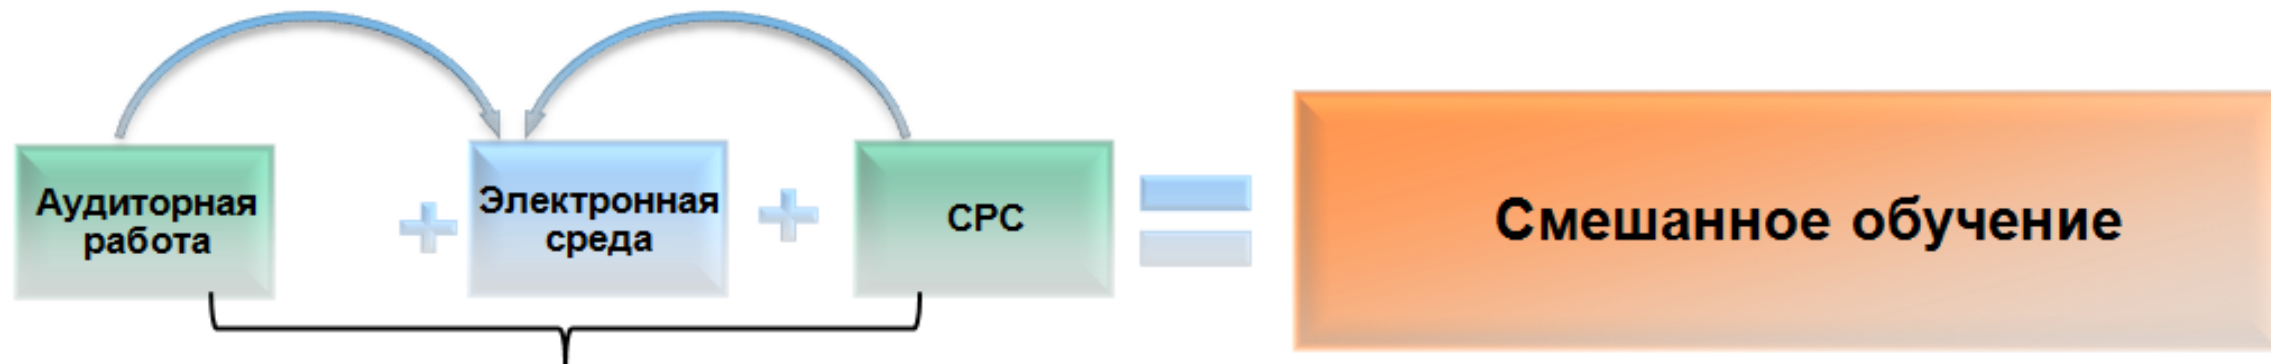 Аудиторная
работа
+
Электронная
среда
+
СРС
=
Смешанное обучение